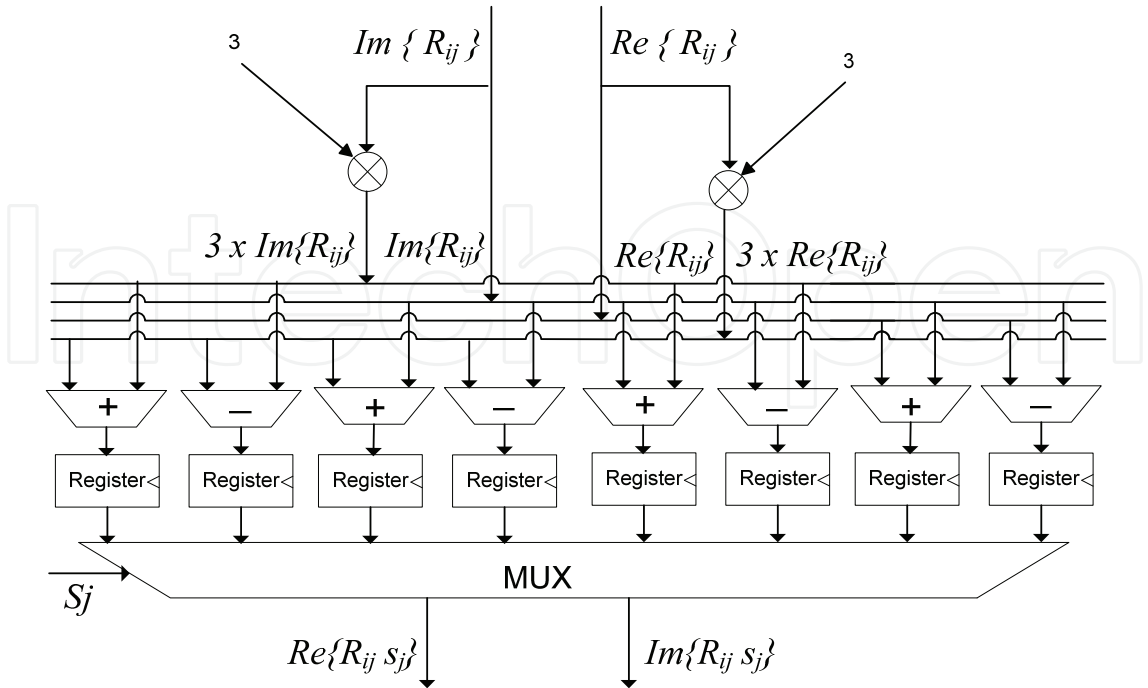 Im { Rij }
Re { Rij }
3
3
3 x Im{Rij}
Im{Rij}
Re{Rij}
3 x Re{Rij}
IntechOpen
+ − + − + − + −
Register Register Register Register Register Register Register Register
MUX
Sj
Re{Rij sj}
Im{Rij sj}